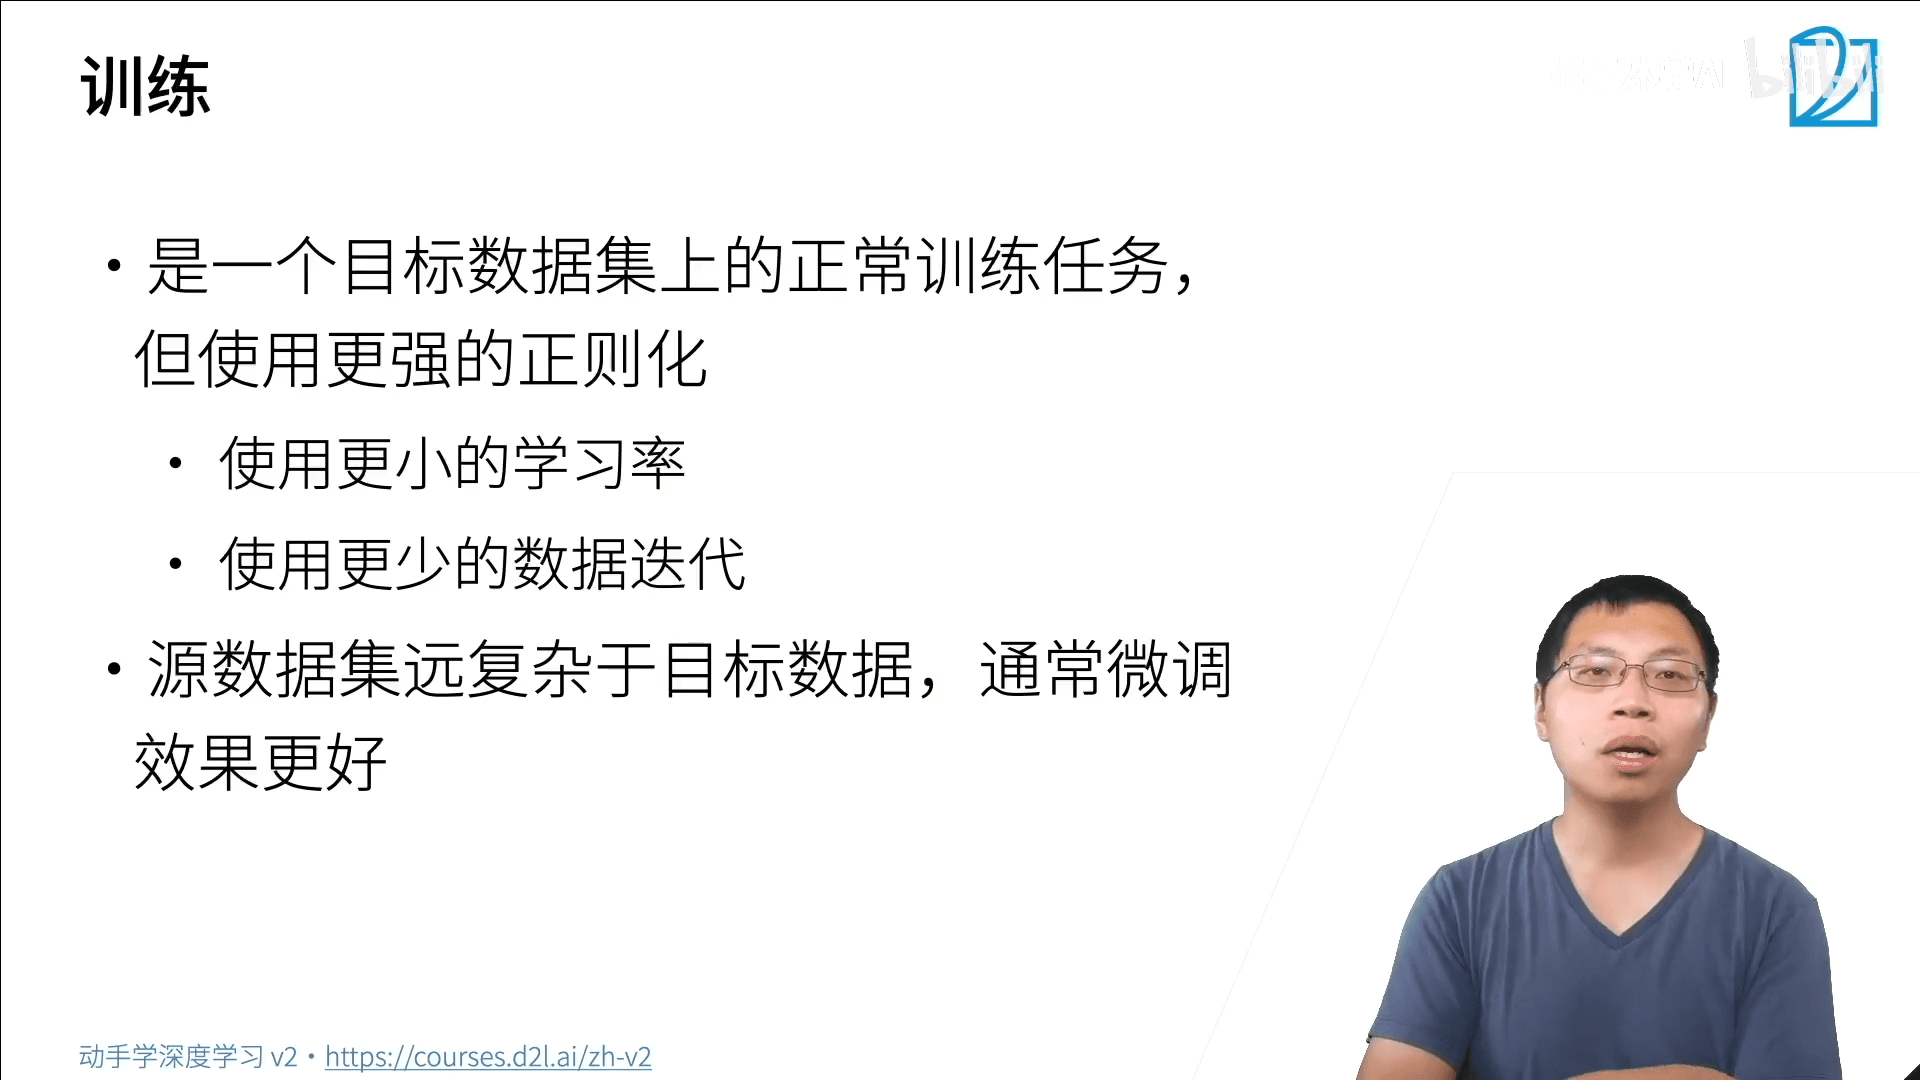 训练
bilibili
• 是一个目标数据集上的正常训练任务，
但使用更强的正则化
• 使用更小的学习率
• 使用更少的数据迭代
• 源数据集远复杂于目标数据，通常微调
效果更好
动手学深度学习 v2 • https://courses.d2l.ai/zh-v2